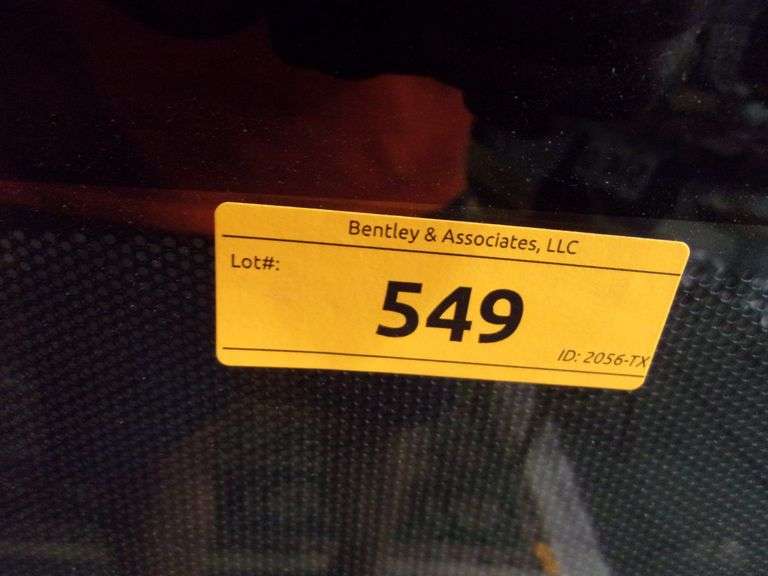 Bentley & Associates, LLC
Lot#:
549
ID: 2056-TX